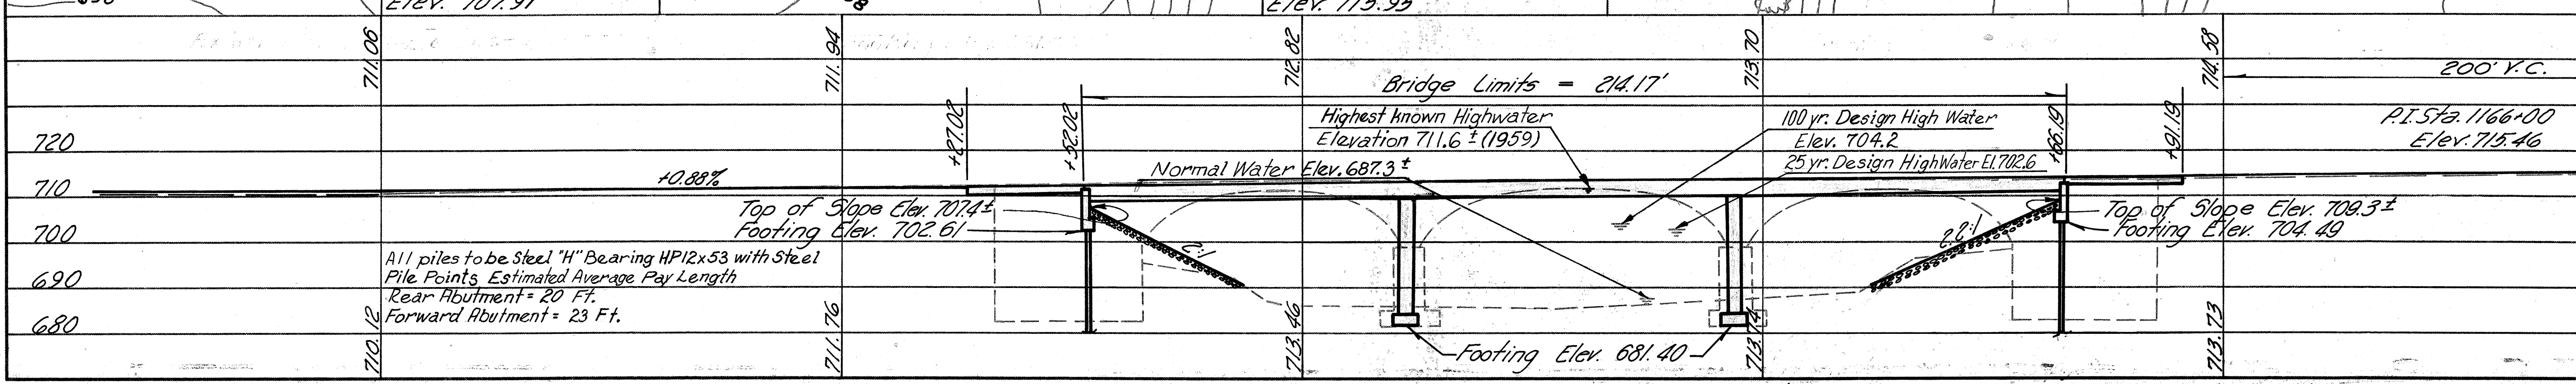 Elev. 707.91
Elev. 713.95
711.06
711.94
712.82
713.70
714.58
200' V.C.
Bridge Limits = 214.17'
+27.02
+52.02
+66.19
+91.19
Highest known Highwater
Elevation 711.6 ± (1959)
100 yr. Design High Water
Elev. 704.2
25 yr. Design High Water El. 702.6
P.I. Sta. 1166+00
Elev. 715.46
Normal Water Elev. 687.3 ±
720
710
700
690
680
+0.88%
Top of Slope Elev. 707.4 ±
Footing Elev. 702.61
Top of Slope Elev. 709.3 ±
Footing Elev. 704.49
2:1
2.2:1
All piles to be Steel "H" Bearing HP12x53 with Steel
Pile Points Estimated Average Pay Length
Rear Abutment = 20 Ft.
Forward Abutment = 23 Ft.
Footing Elev. 681.40
710.12
711.76
713.46
713.74
713.73